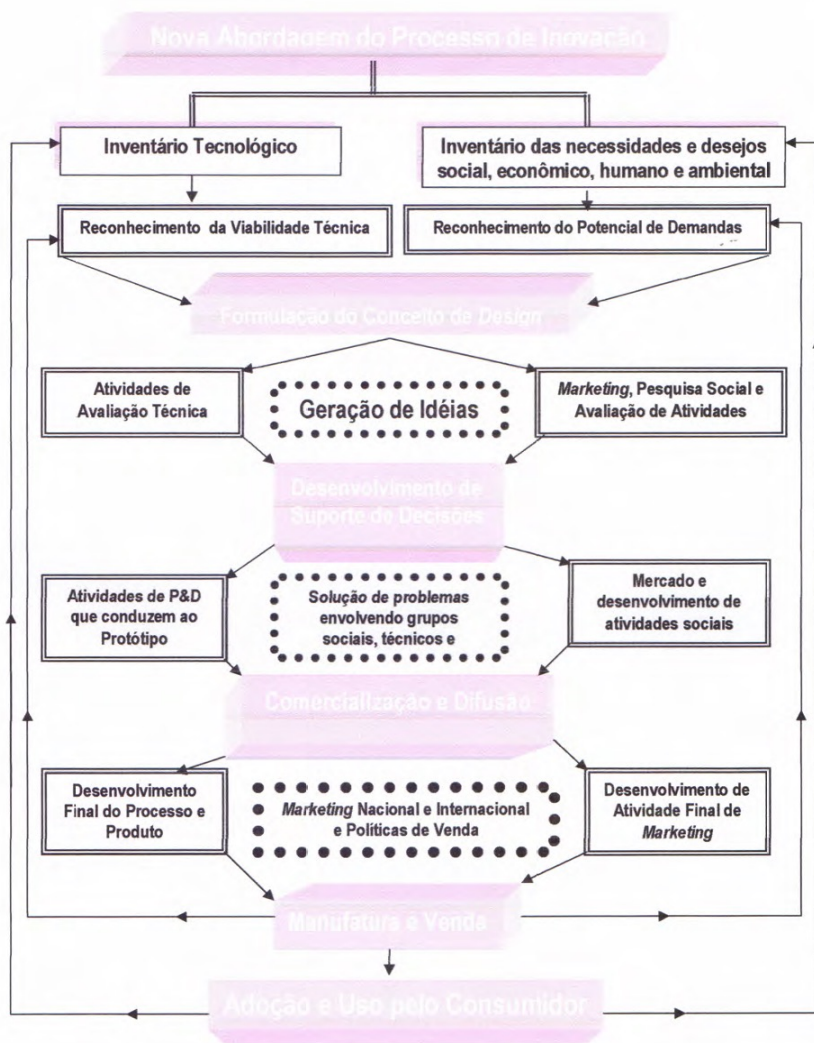 Nova Abordagem do Processo de Inovação
Inventário Tecnológico
Inventário das necessidades e desejos
social, econômico, humano e ambiental
Reconhecimento da Viabilidade Técnica
Reconhecimento do Potencial de Demandas
Formulação do Conceito de Design
Atividades de
Avaliação Técnica
Geração de Idéias
Marketing, Pesquisa Social e
Avaliação de Atividades
Desenvolvimento de
Suporte de Decisões
Atividades de P&D
que conduzem ao
Protótipo
Solução de problemas
envolvendo grupos
sociais, técnicos e
Mercado e
desenvolvimento de
atividades sociais
Comercialização e Difusão
Desenvolvimento
Final do Processo e
Produto
Marketing Nacional e Internacional
e Políticas de Venda
Desenvolvimento de
Atividade Final de
Marketing
Manufatura e Venda
Adoção e Uso pelo Consumidor